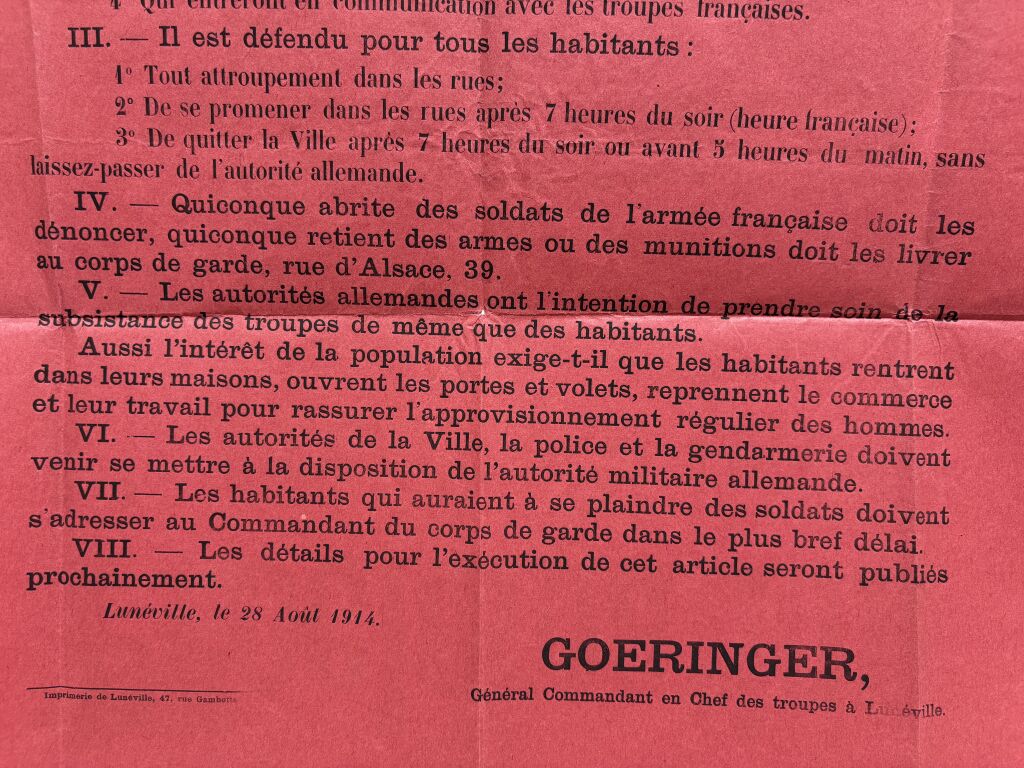 4° Qui entreront en communication avec les troupes françaises.
III. — Il est défendu pour tous les habitants :
1° Tout attroupement dans les rues;
2° De se promener dans les rues après 7 heures du soir (heure française);
3° De quitter la Ville après 7 heures du soir ou avant 5 heures du matin, sans
laissez-passer de l'autorité allemande.
IV. — Quiconque abrite des soldats de l'armée française doit les
dénoncer, quiconque retient des armes ou des munitions doit les livrer
au corps de garde, rue d'Alsace, 39.
V. — Les autorités allemandes ont l'intention de prendre soin de la
subsistance des troupes de même que des habitants.
Aussi l'intérêt de la population exige-t-il que les habitants rentrent
dans leurs maisons, ouvrent les portes et volets, reprennent le commerce
et leur travail pour rassurer l'approvisionnement régulier des hommes.
VI. — Les autorités de la Ville, la police et la gendarmerie doivent
venir se mettre à la disposition de l'autorité militaire allemande.
VII. — Les habitants qui auraient à se plaindre des soldats doivent
s'adresser au Commandant du corps de garde dans le plus bref délai.
VIII. — Les détails pour l'exécution de cet article seront publiés
prochainement.
Lunéville, le 28 Août 1914.
GOERINGER,
Général Commandant en Chef des troupes à Lunéville.
Imprimerie de Lunéville, 47, rue Gambetta